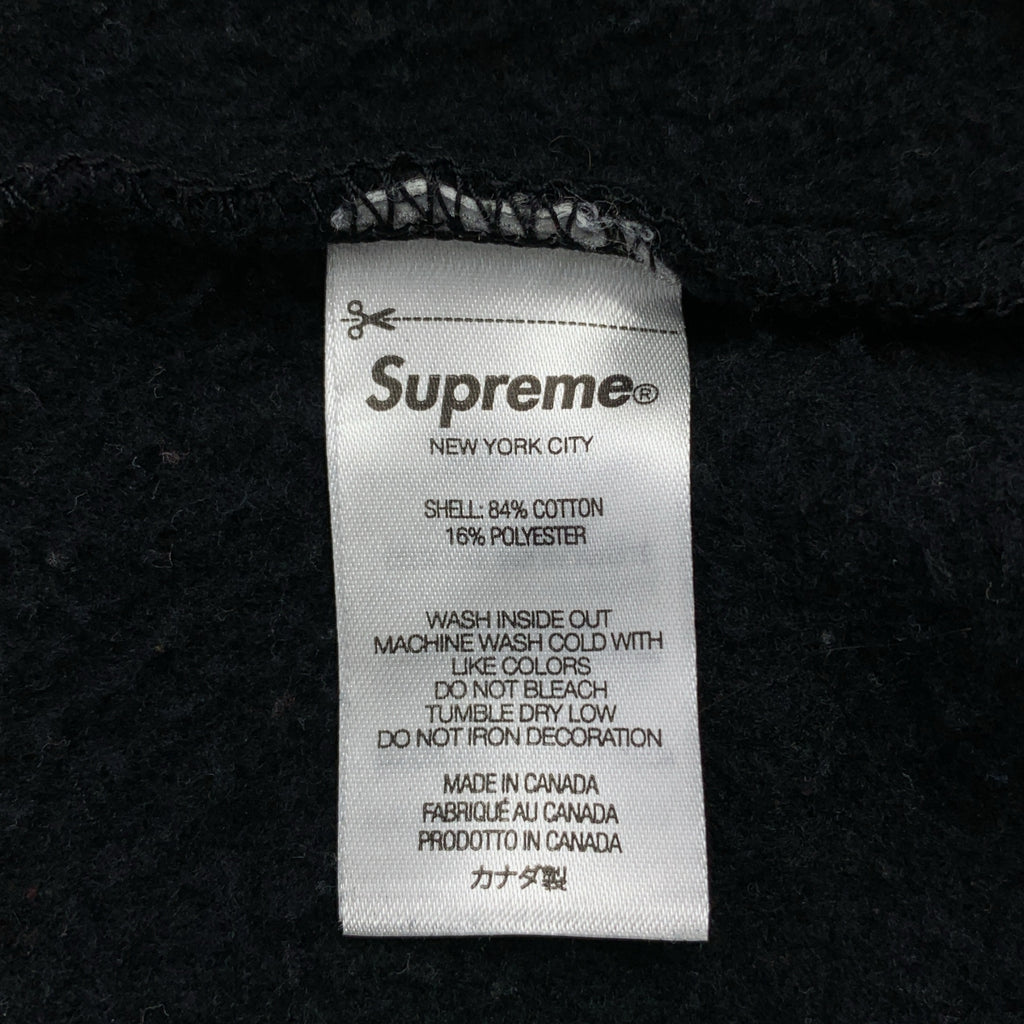 Supreme®
NEW YORK CITY
SHELL: 84% COTTON
16% POLYESTER
WASH INSIDE OUT
MACHINE WASH COLD WITH
LIKE COLORS
DO NOT BLEACH
TUMBLE DRY LOW
DO NOT IRON DECORATION
MADE IN CANADA
FABRIQUÉ AU CANADA
PRODOTTO IN CANADA
カナダ製